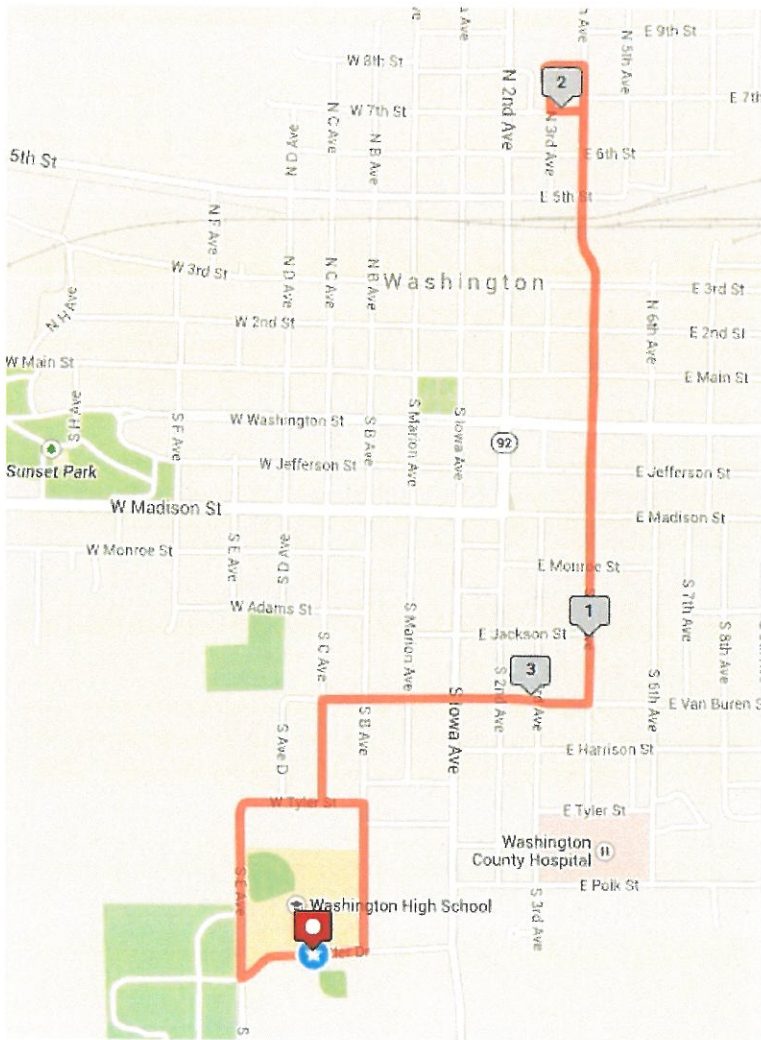 E 9th St
N 5th Ave
W 8th St
2
N 2nd Ave
E 7th
W 7th St
N C Ave
N D Ave
N B Ave
N 3rd Ave
E 6th St
5th St
E 5th St
N F Ave
W 3rd St
N D Ave
N C Ave
N B Ave
Washington
E 3rd St
N H Ave
W 2nd St
N 6th Ave
E 2nd St
W Main St
E Main St
S H Ave
S F Ave
W Washington St
S B Ave
S Marion Ave
S Iowa Ave
92
Sunset Park
W Jefferson St
E Jefferson St
W Madison St
E Madison St
W Monroe St
S E Ave
S D Ave
E Monroe St
S 7th Ave
W Adams St
S Marion Ave
1
E Jackson St
S C Ave
S 8th Ave
3
S 2nd Ave
S 6th Ave
S B Ave
S Iowa Ave
E Van Buren S
S Ave D
E Harrison St
W Tyler St
E Tyler St
Washington
County Hospital
H
S E Ave
E Polk St
S 3rd Ave
Washington High School
Dr
S